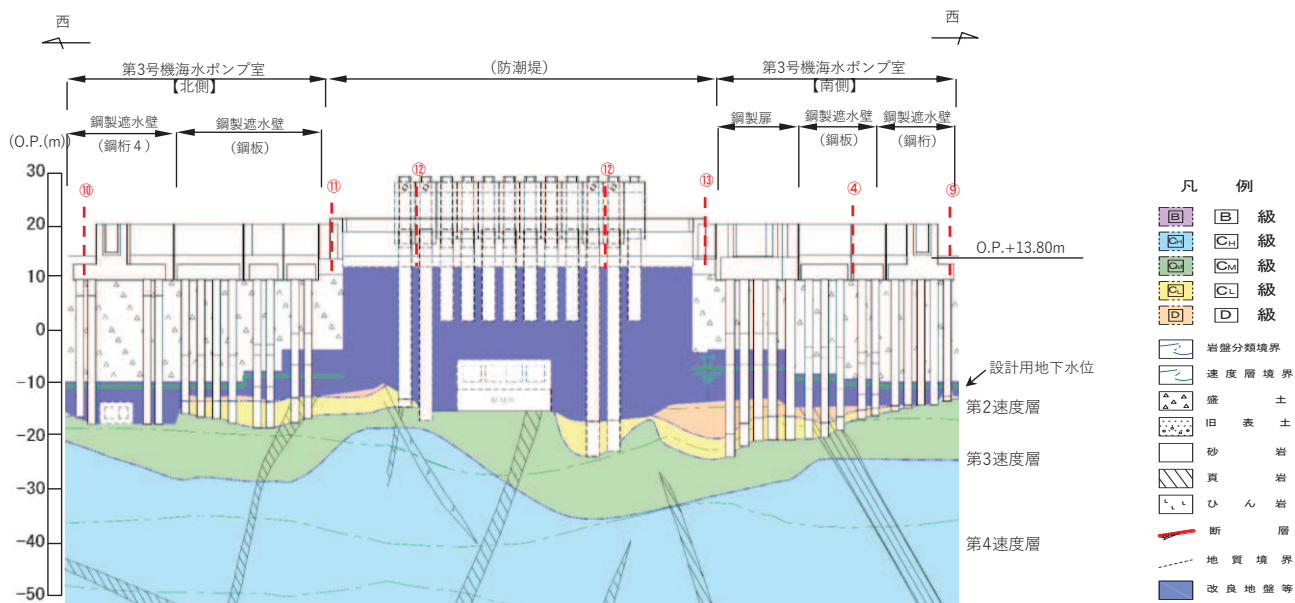 西
西
第3号機海水ポンプ室
【北側】
(防潮堤)
第3号機海水ポンプ室
【南側】
鋼製遮水壁
(鋼桁４)
鋼製遮水壁
(鋼板)
鋼製扉
鋼製遮水壁
(鋼板)
鋼製遮水壁
(鋼桁)
(O.P.(m))
30
20
10
0
-10
-20
-30
-40
-50
⑩
⑪
⑫
⑫
⑬
④
⑨
O.P.+13.80m
設計用地下水位
第2速度層
第3速度層
第4速度層
凡 例
B B 級
CH CH 級
CM CM 級
CL CL 級
D D 級
岩盤分類境界
速度層境界
盛 土
旧 表 土
砂 岩
頁 岩
ひ ん 岩
断 層
地 質 境 界
改 良 地 盤 等